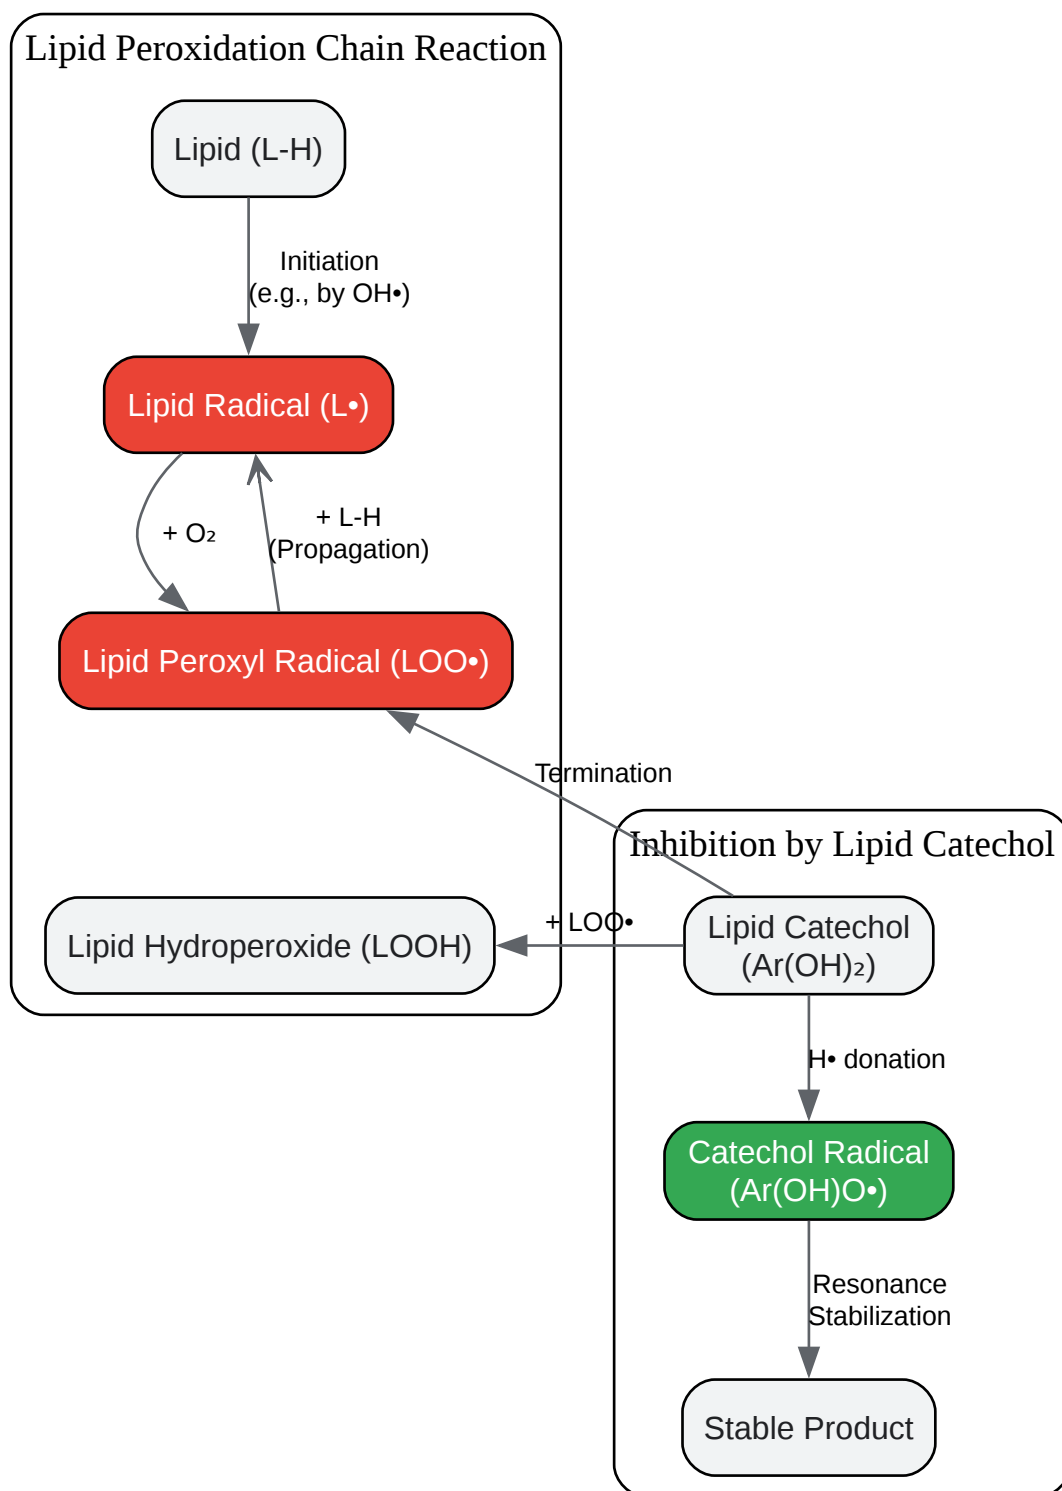 Lipid Peroxidation Chain Reaction
Lipid (L-H)
Initiation
(e.g., by OH•)
Lipid Radical (L•)
+ O₂
+ L-H
(Propagation)
Lipid Peroxyl Radical (LOO•)
Termination
Inhibition by Lipid Catechol
Lipid Hydroperoxide (LOOH)
+ LOO•
Lipid Catechol
(Ar(OH)₂)
H• donation
Catechol Radical
(Ar(OH)O•)
Resonance
Stabilization
Stable Product